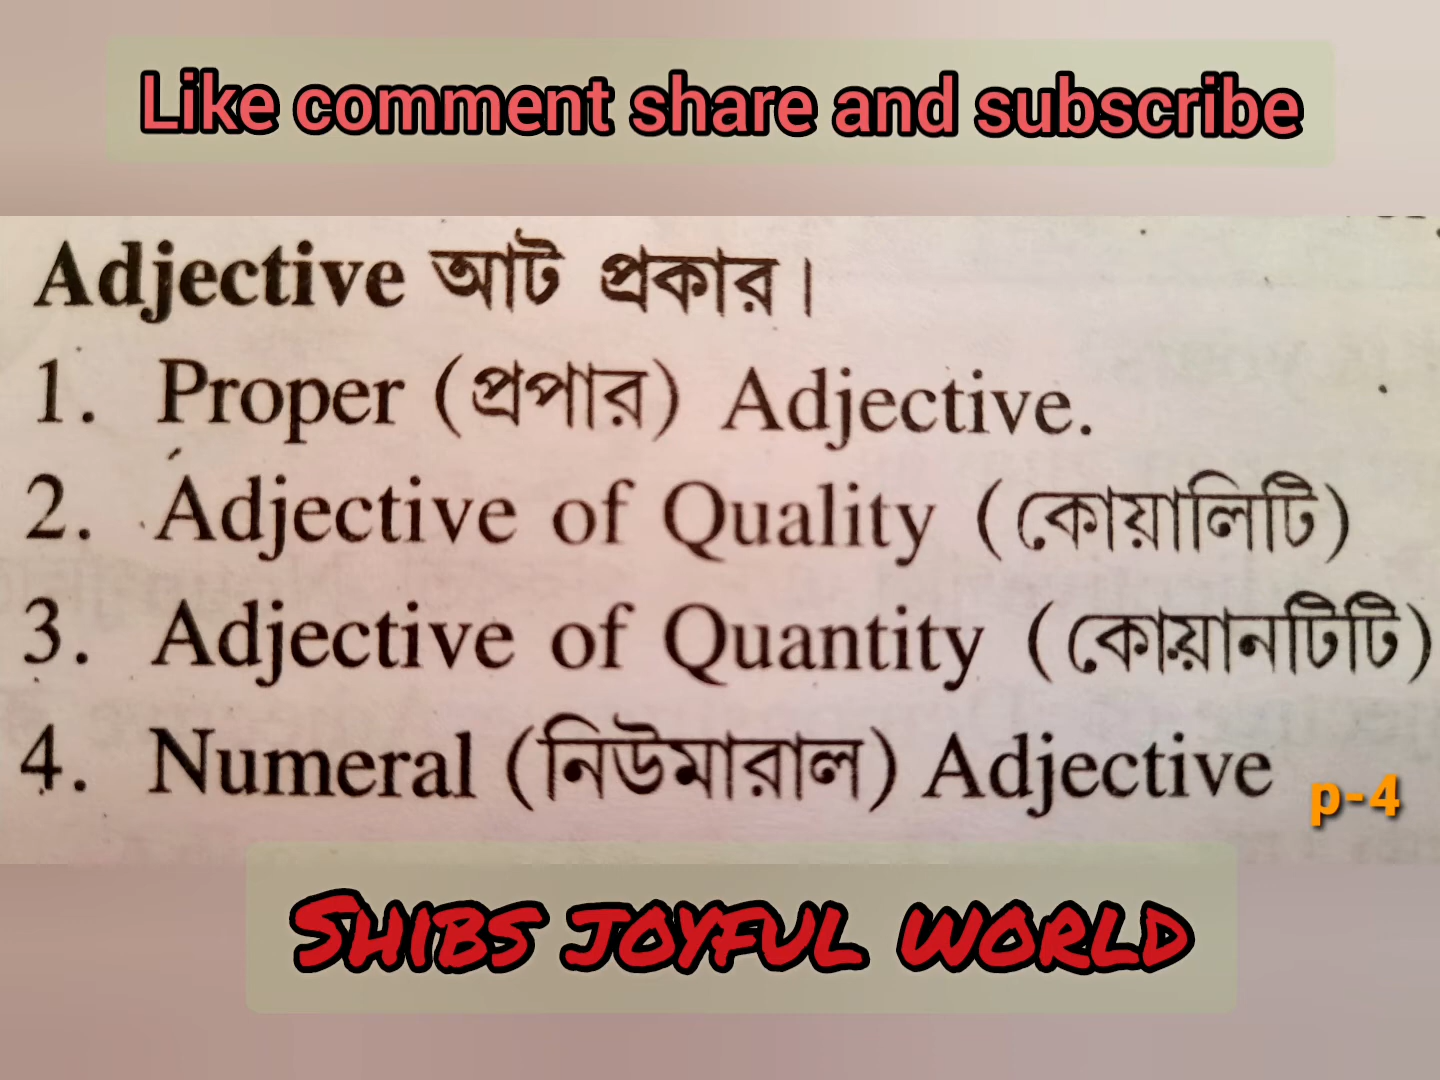 Like comment share and subscribe
Adjective আট প্রকার।
1. Proper (প্রপার) Adjective.
2. Adjective of Quality (কোয়ালিটি)
3. Adjective of Quantity (কোয়ানটিটি)
4. Numeral (নিউমারাল) Adjective
p-4
SHIBS JOYFUL WORLD